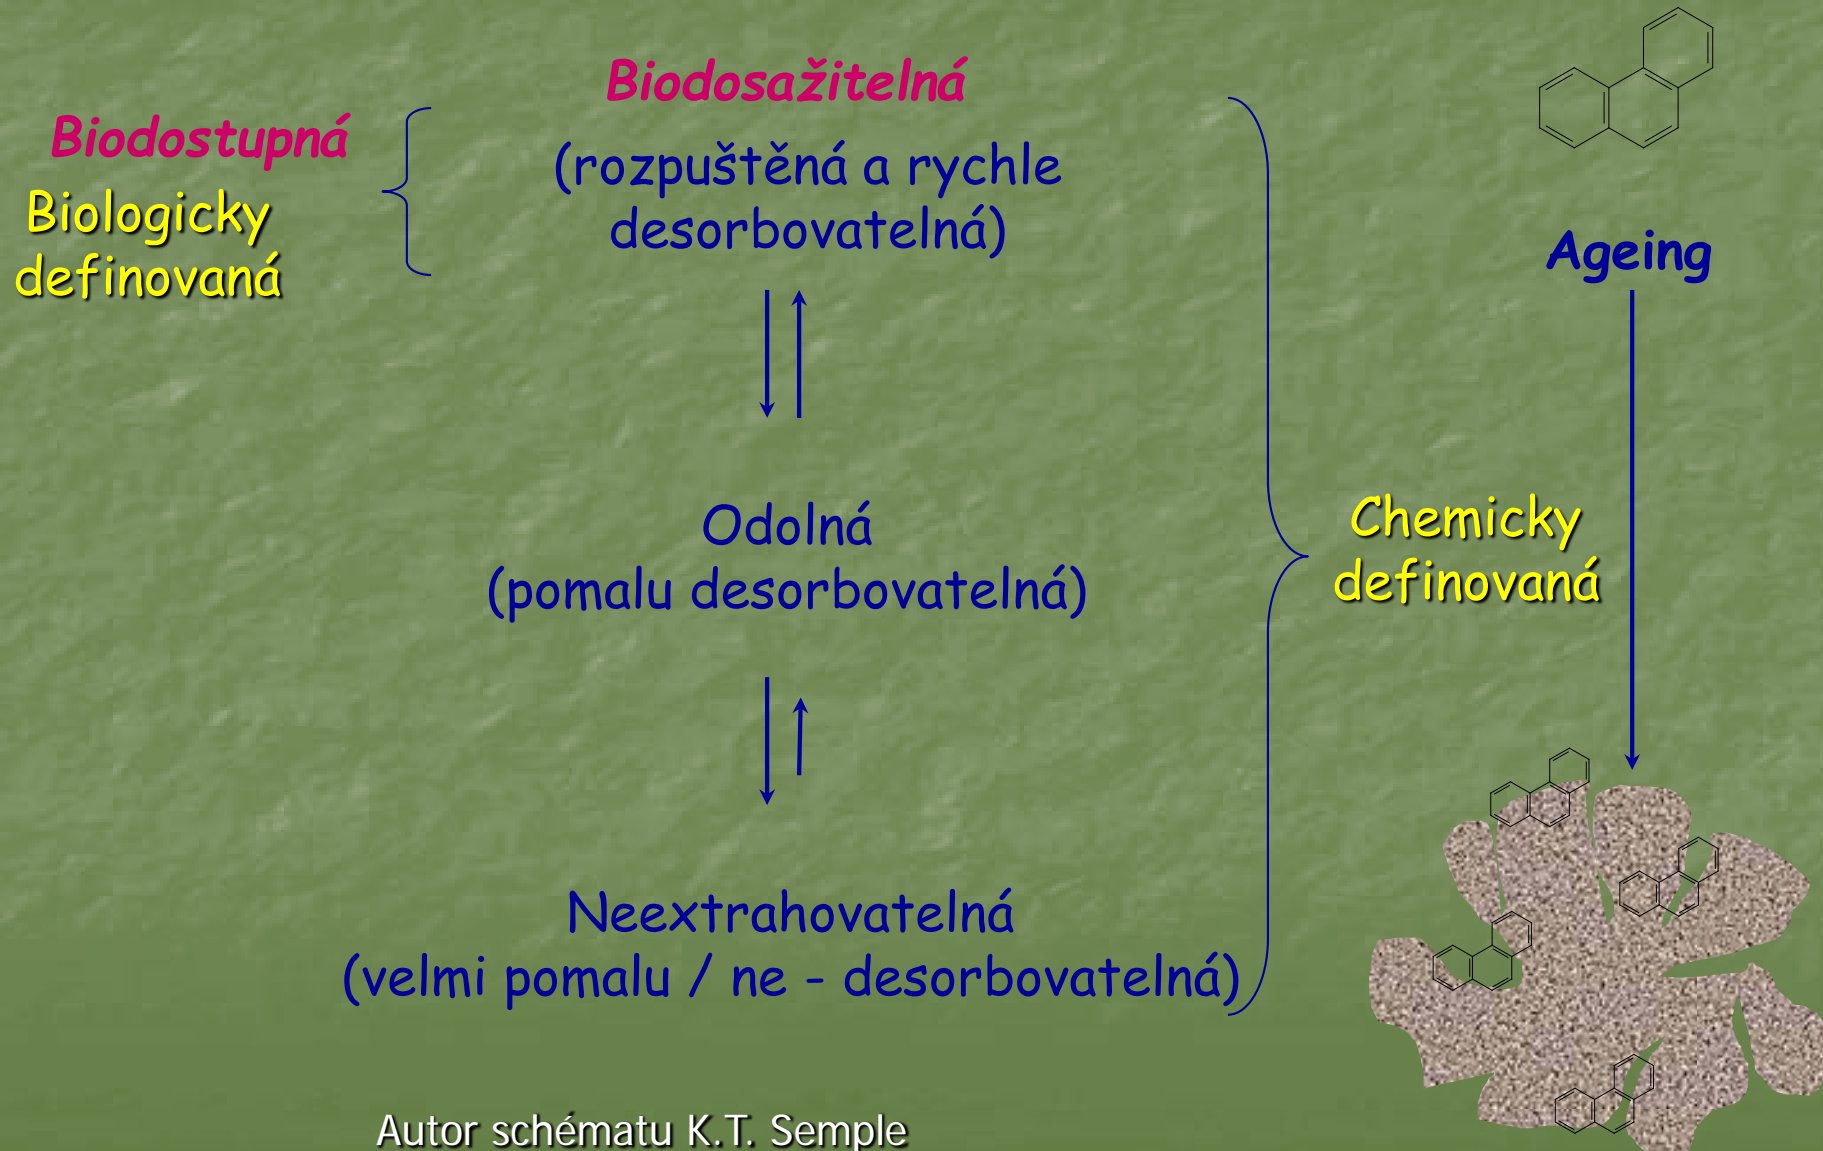 Biodostupná
Biologicky
definovaná
Biodosažitelná
(rozpuštěná a rychle
desorbovatelná)
Odolná
(pomalu desorbovatelná)
Neextrahovatelná
(velmi pomalu / ne - desorbovatelná)
Chemicky
definovaná
Ageing
Autor schématu K.T. Semple